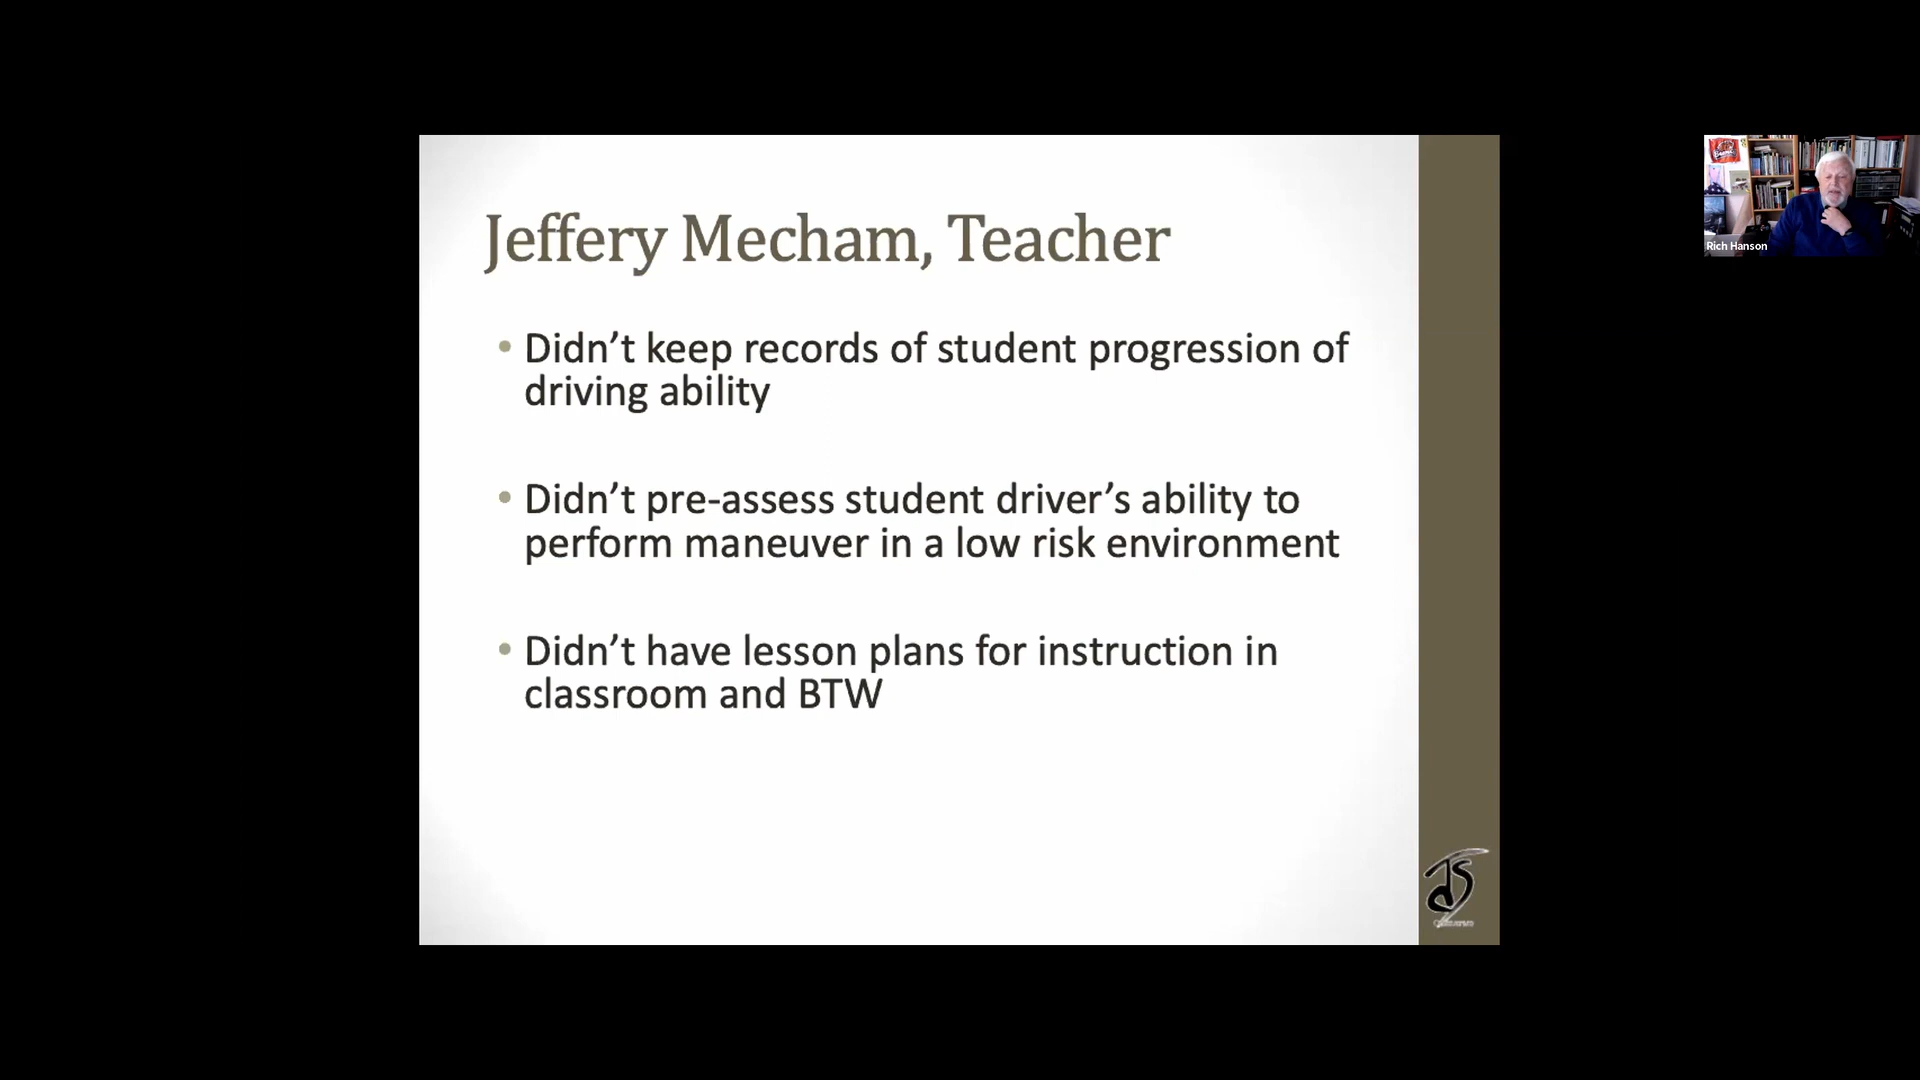 Jeffery Mecham, Teacher
• Didn’t keep records of student progression of
driving ability
• Didn’t pre-assess student driver’s ability to
perform maneuver in a low risk environment
• Didn’t have lesson plans for instruction in
classroom and BTW
Rich Hanson